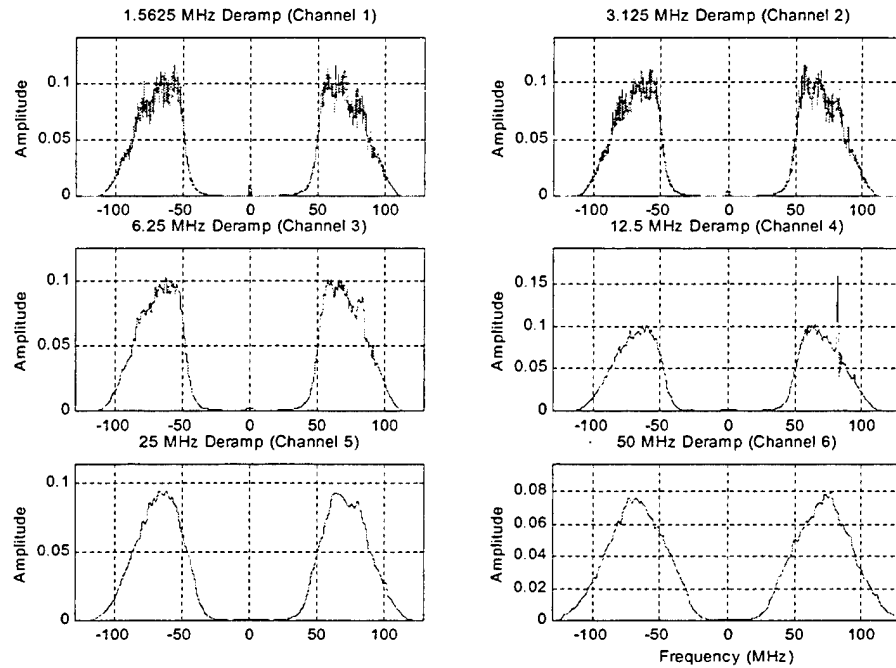 1.5625 MHz Deramp (Channel 1)
Amplitude
0.1
0.05
0
-100 -50 0 50 100
3.125 MHz Deramp (Channel 2)
Amplitude
0.1
0.05
0
-100 -50 0 50 100
6.25 MHz Deramp (Channel 3)
Amplitude
0.1
0.05
0
-100 -50 0 50 100
12.5 MHz Deramp (Channel 4)
Amplitude
0.15
0.1
0.05
0
-100 -50 0 50 100
25 MHz Deramp (Channel 5)
Amplitude
0.1
0.05
0
-100 -50 0 50 100
50 MHz Deramp (Channel 6)
Amplitude
0.08
0.06
0.04
0.02
0
-100 -50 0 50 100
Frequency (MHz)